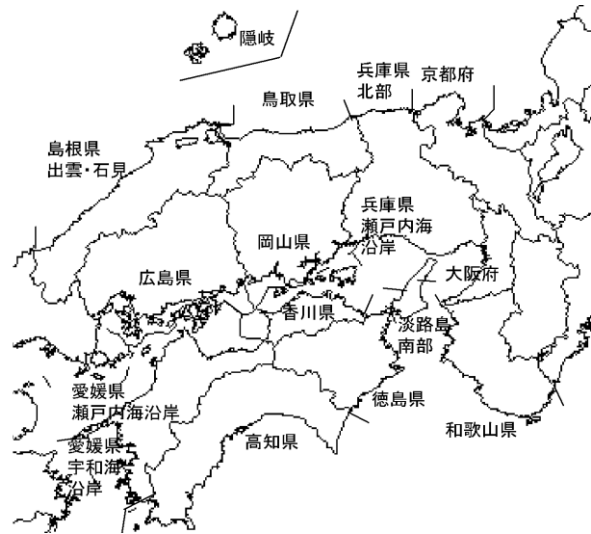 隠岐
兵庫県
北部
京都府
鳥取県
島根県
出雲・石見
兵庫県
瀬戸内海
沿岸
岡山県
広島県
大阪府
香川県
淡路島
南部
愛媛県
瀬戸内海沿岸
徳島県
和歌山県
高知県
愛媛県
宇和海
沿岸